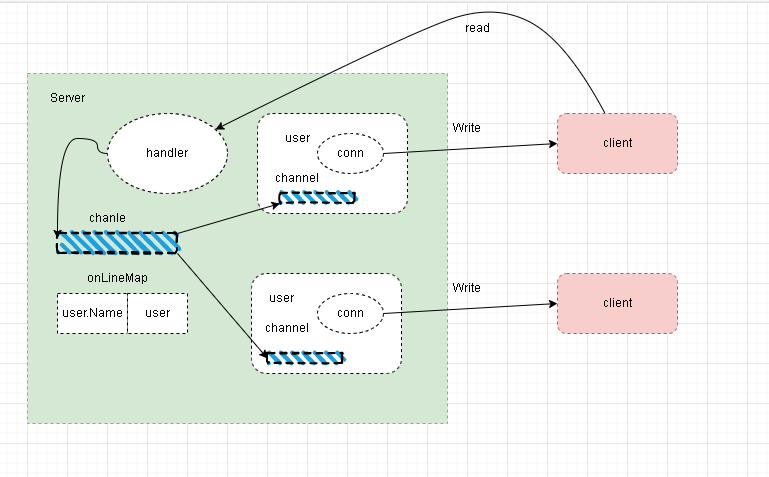 read
Server
handler
user
conn
channel
Write
client
chanle
onLineMap
user.Name
user
user
conn
channel
Write
client